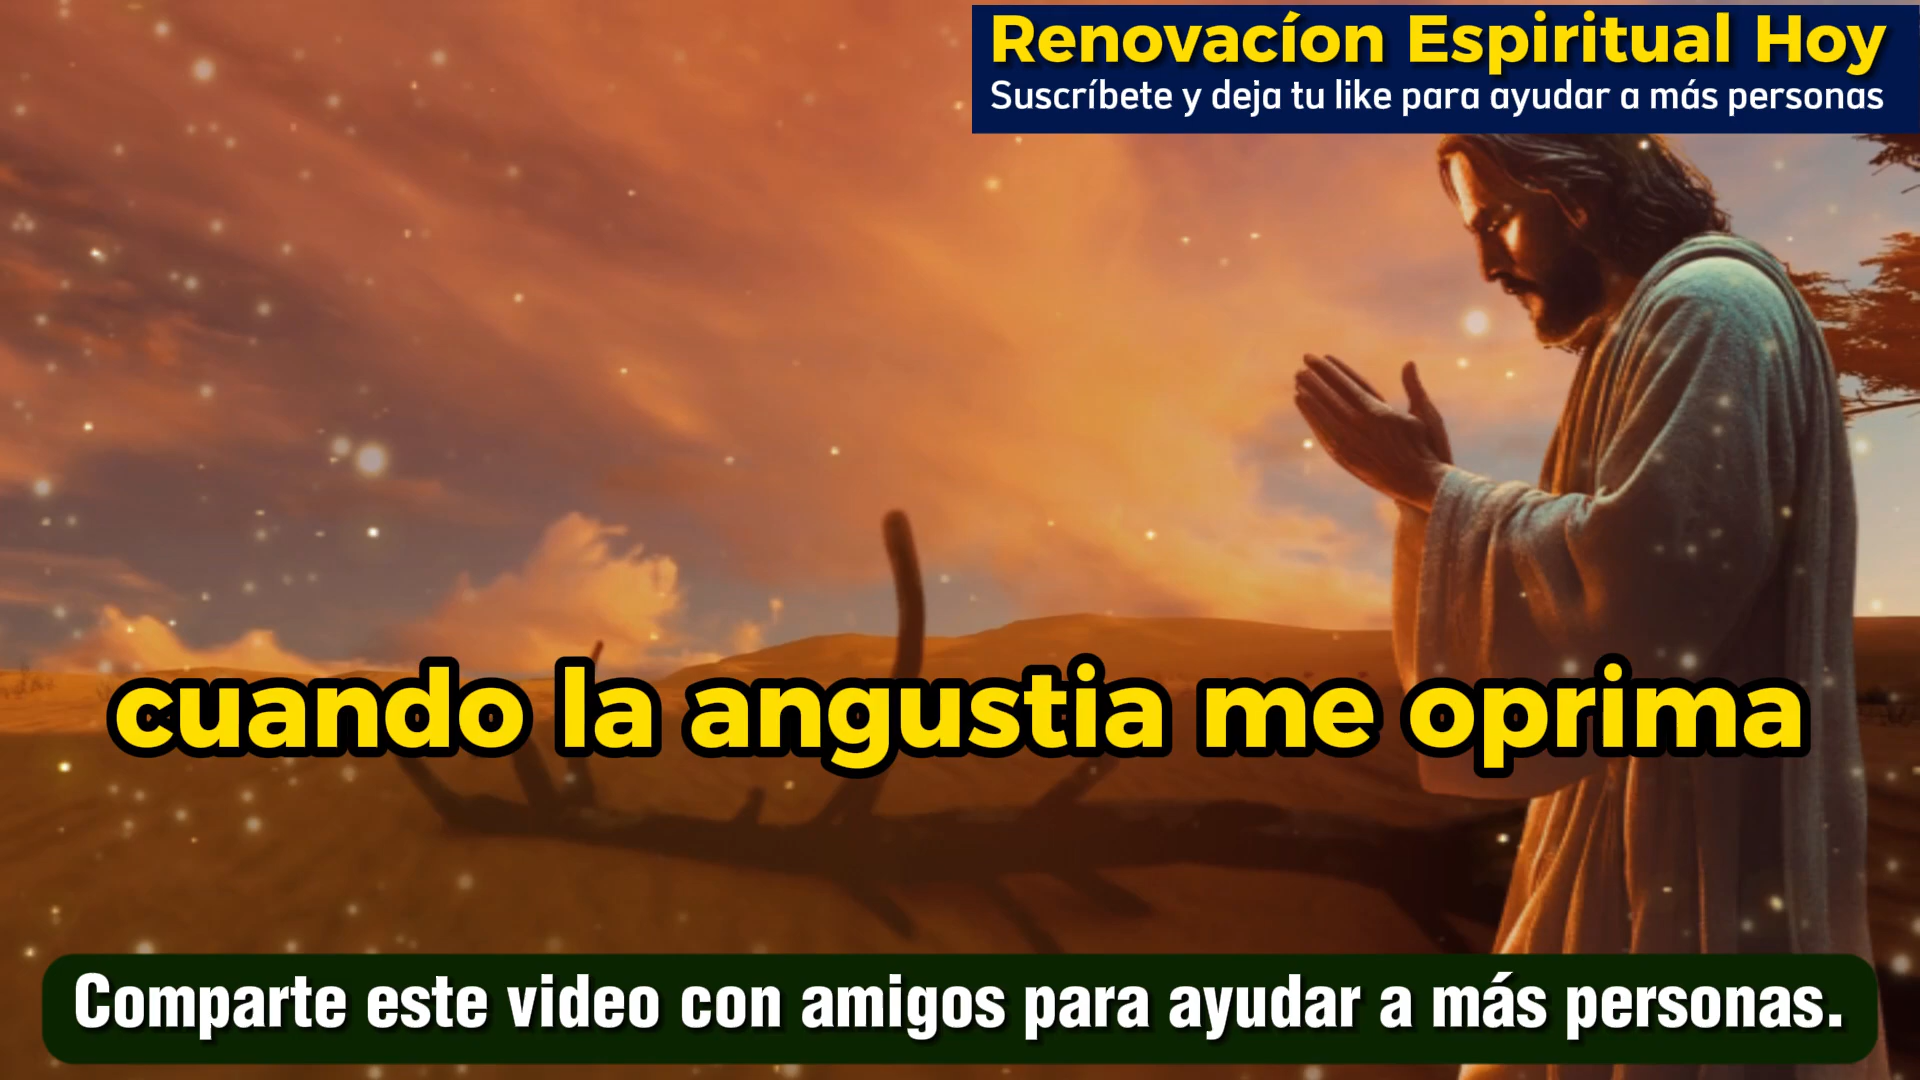 Renovacíon Espiritual Hoy
Suscríbete y deja tu like para ayudar a más personas
cuando la angustia me oprima
Comparte este video con amigos para ayudar a más personas.